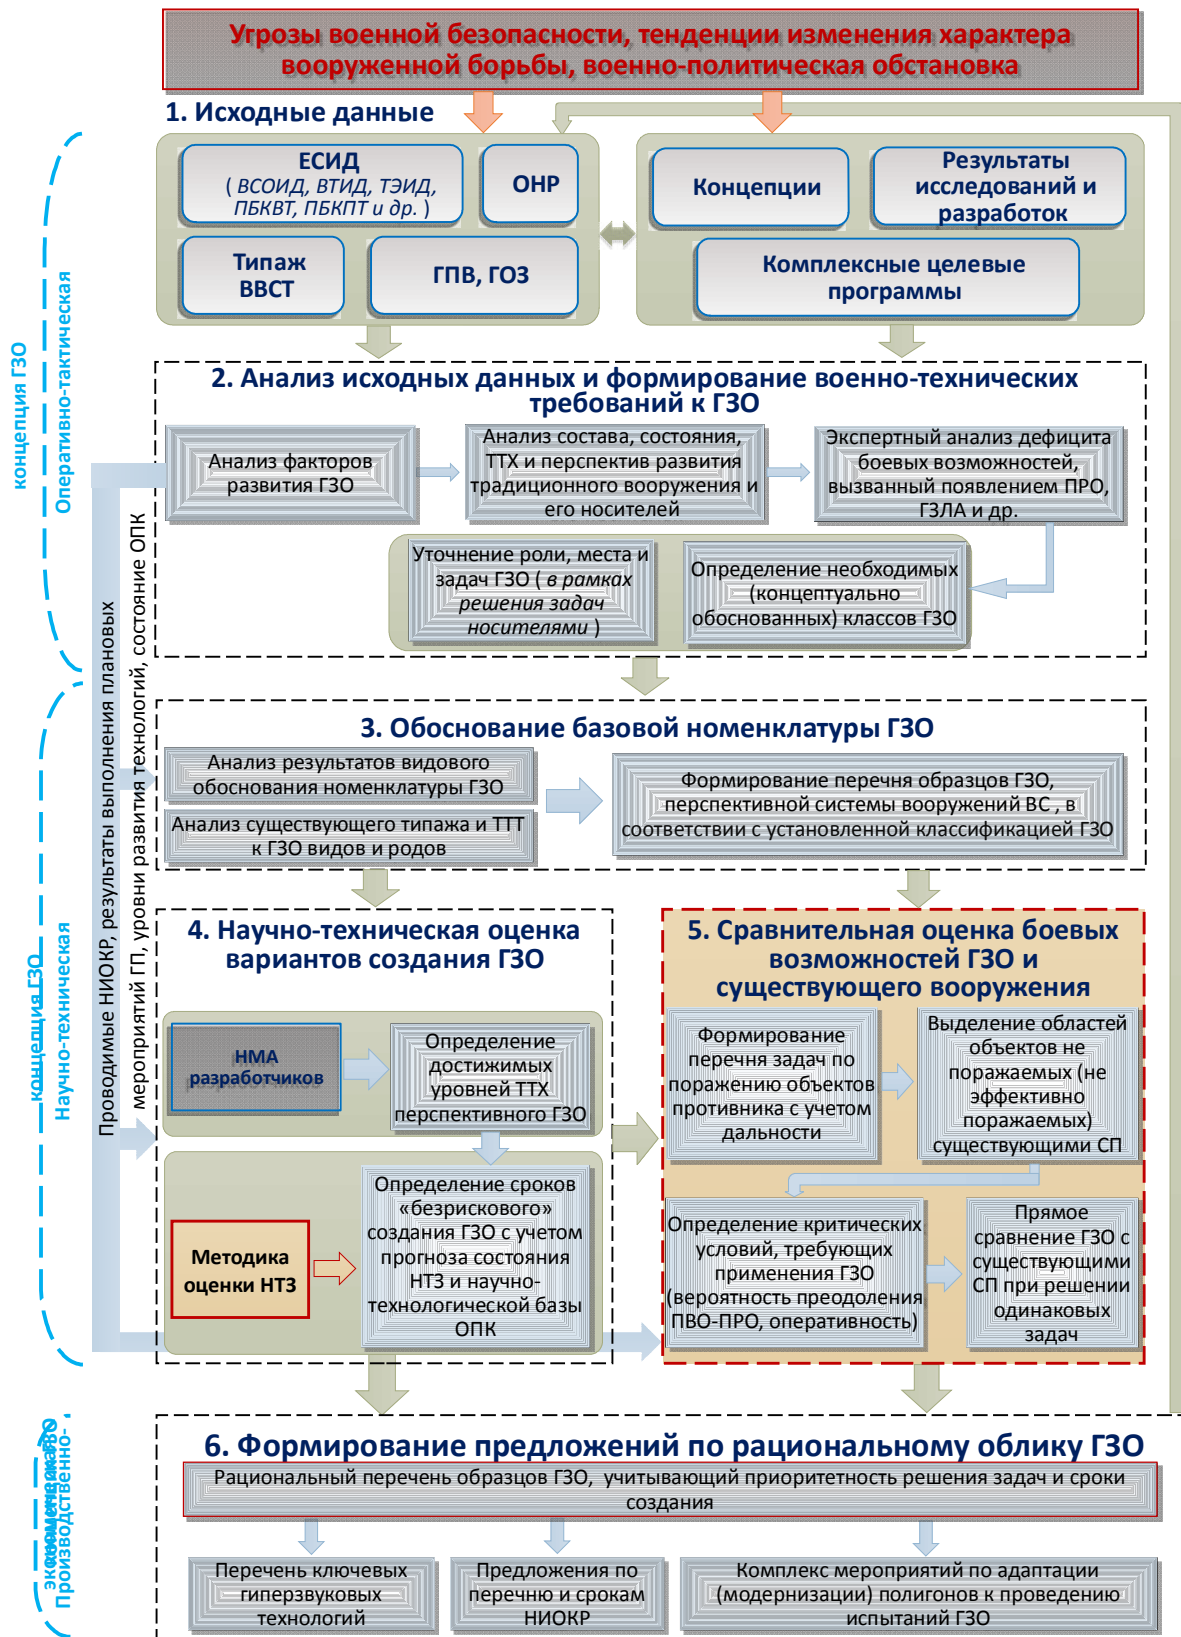 Угрозы военной безопасности, тенденции изменения характера
вооруженной борьбы, военно-политическая обстановка
1. Исходные данные
ЕСИД
( ВСОИД, ВТИД, ТЭИД,
ПБКВТ, ПБКПТ и др. )
ОНР
Типаж
ВВСТ
ГПВ, ГОЗ
Концепции
Результаты
исследований и
разработок
Комплексные целевые
программы
концепция ГЗО
Оперативно-тактическая
2. Анализ исходных данных и формирование военно-технических
требований к ГЗО
Анализ факторов
развития ГЗО
Анализ состава, состояния,
ТТХ и перспектив развития
традиционного вооружения и
его носителей
Экспертный анализ дефицита
боевых возможностей,
вызванный появлением ПРО,
ГЗЛА и др.
Уточнение роли, места и
задач ГЗО ( в рамках
решения задач
носителями )
Определение необходимых
(концептуально
обоснованных) классов ГЗО
Проводимые НИОКР, результаты выполнения плановых
мероприятий ГП, уровни развития технологий, состояние ОПК
концепция ГЗО
Научно-техническая
3. Обоснование базовой номенклатуры ГЗО
Анализ результатов видового
обоснования номенклатуры ГЗО
Анализ существующего типажа и ТТТ
к ГЗО видов и родов
Формирование перечня образцов ГЗО,
перспективной системы вооружений ВС , в
соответствии с установленной классификацией ГЗО
4. Научно-техническая оценка
вариантов создания ГЗО
НМА
разработчиков
Определение
достижимых
уровней ТТХ
перспективного ГЗО
Методика
оценки НТЗ
Определение сроков
«безрискового»
создания ГЗО с учетом
прогноза состояния
НТЗ и научно-
технологической базы
ОПК
5. Сравнительная оценка боевых
возможностей ГЗО и
существующего вооружения
Формирование
перечня задач по
поражению объектов
противника с учетом
дальности
Выделение областей
объектов не
поражаемых (не
эффективно
поражаемых)
существующими СП
Определение критических
условий, требующих
применения ГЗО
(вероятность преодоления
ПВО-ПРО, оперативность)
Прямое
сравнение ГЗО с
существующими
СП при решении
одинаковых
задач
Производственно-
6. Формирование предложений по рациональному облику ГЗО
Рациональный перечень образцов ГЗО, учитывающий приоритетность решения задач и сроки
создания
Перечень ключевых
гиперзвуковых
технологий
Предложения по
перечню и срокам
НИОКР
Комплекс мероприятий по адаптации
(модернизации) полигонов к проведению
испытаний ГЗО